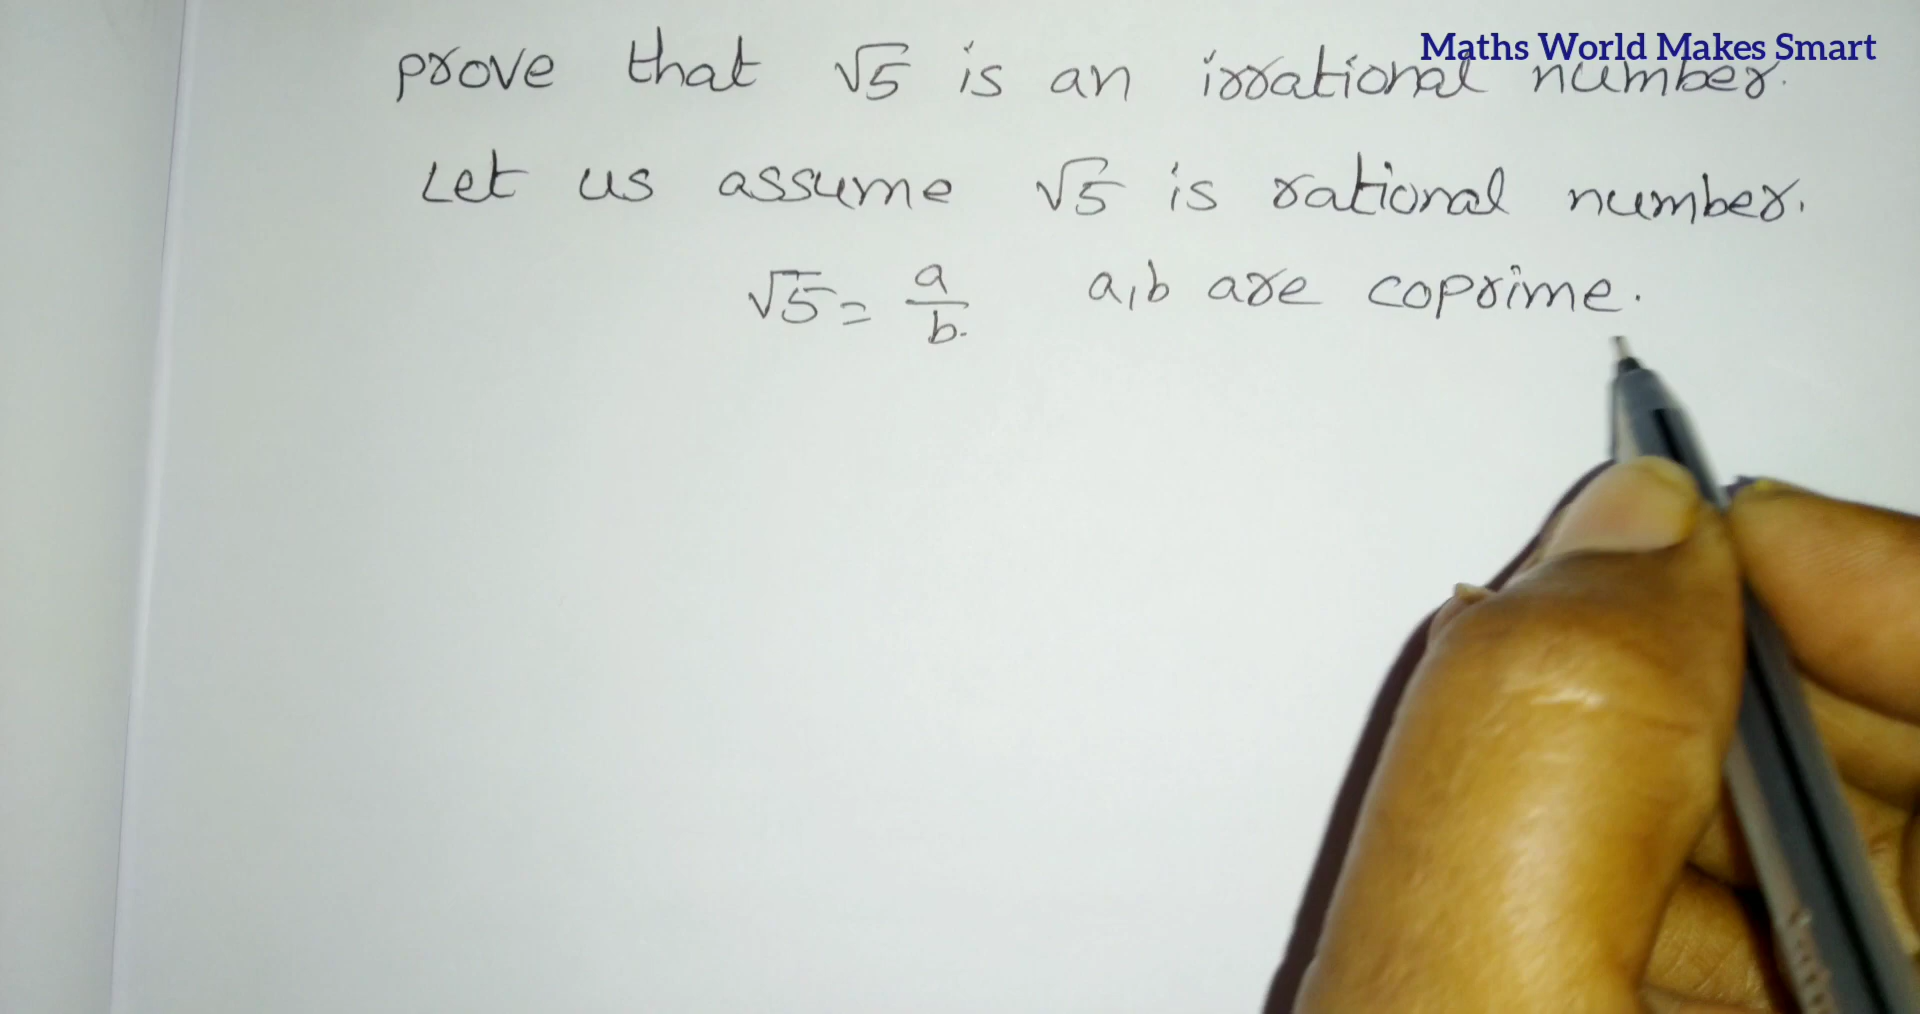 Maths World Makes Smart
prove that √5 is an irrational number.
Let us assume √5 is rational number.
√5 = a/b. a,b are coprime.